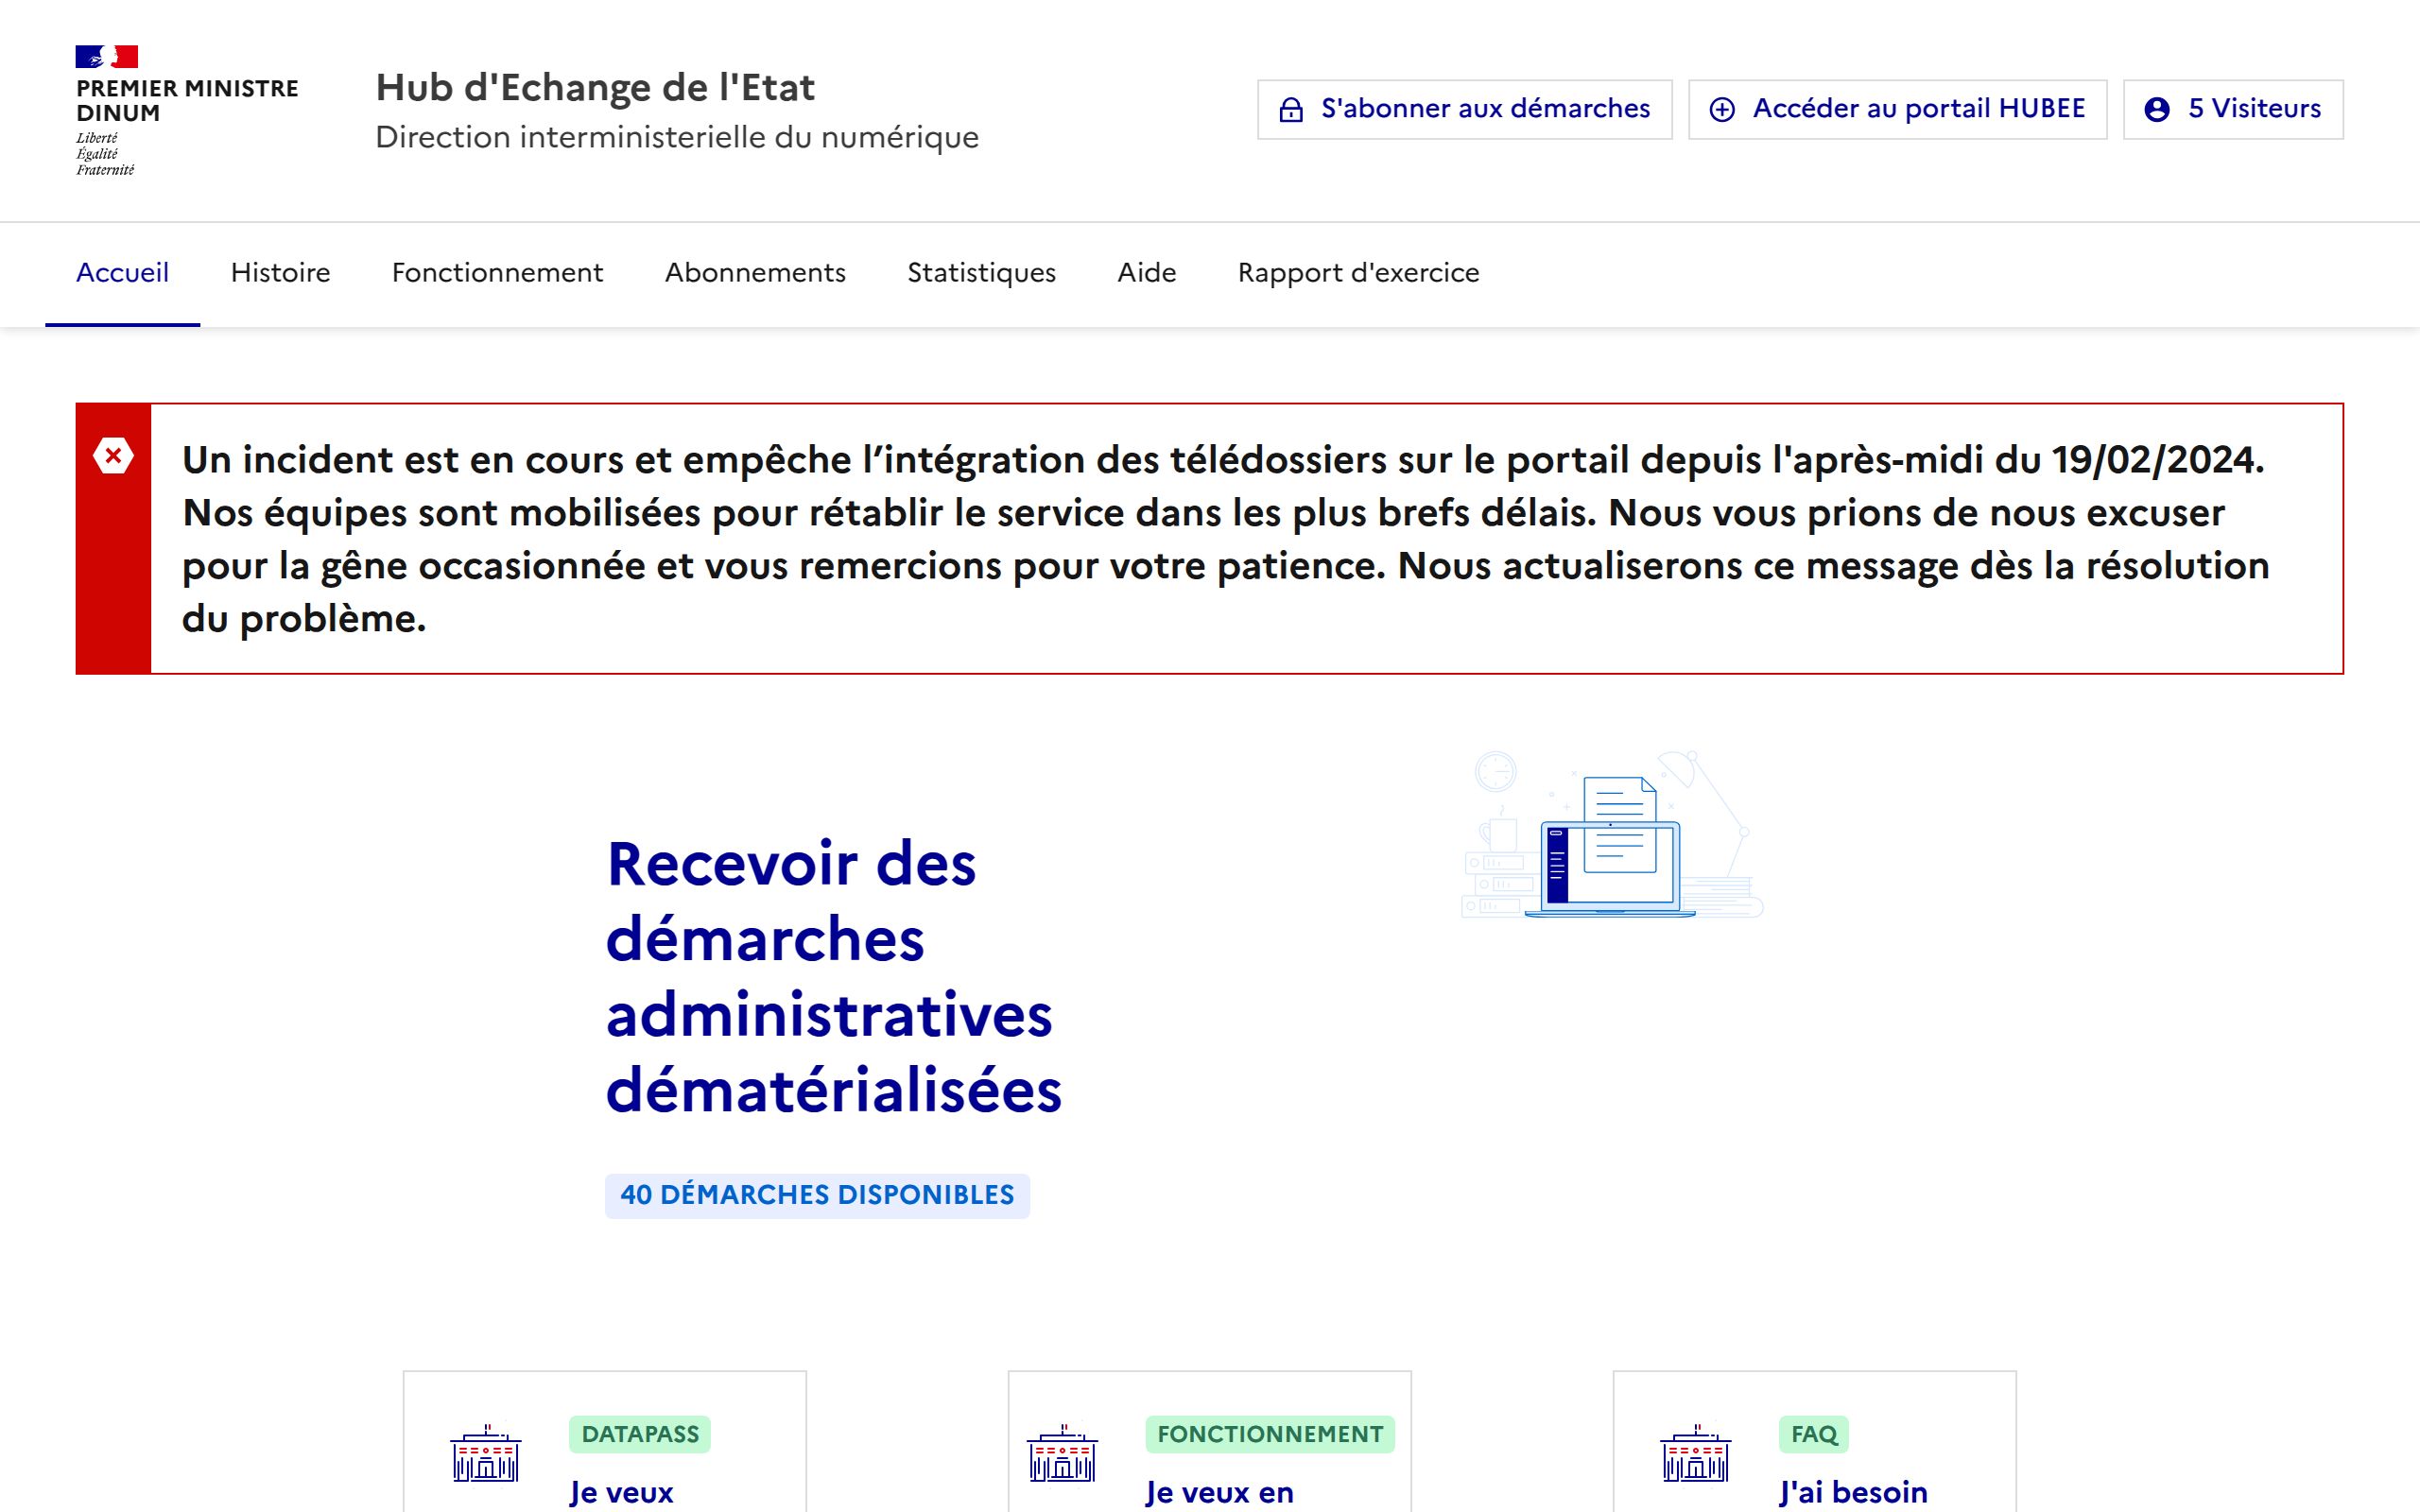 PREMIER MINISTRE
DINUM
Liberté
Égalité
Fraternité
Hub d'Echange de l'Etat
Direction interministerielle du numérique
S'abonner aux démarches
Accéder au portail HUBEE
5 Visiteurs
Accueil
Histoire
Fonctionnement
Abonnements
Statistiques
Aide
Rapport d'exercice
Un incident est en cours et empêche l’intégration des télédossiers sur le portail depuis l'après-midi du 19/02/2024.
Nos équipes sont mobilisées pour rétablir le service dans les plus brefs délais. Nous vous prions de nous excuser
pour la gêne occasionnée et vous remercions pour votre patience. Nous actualiserons ce message dès la résolution
du problème.
Recevoir des
démarches
administratives
dématérialisées
40 DÉMARCHES DISPONIBLES
DATAPASS
Je veux
FONCTIONNEMENT
Je veux en
FAQ
J'ai besoin